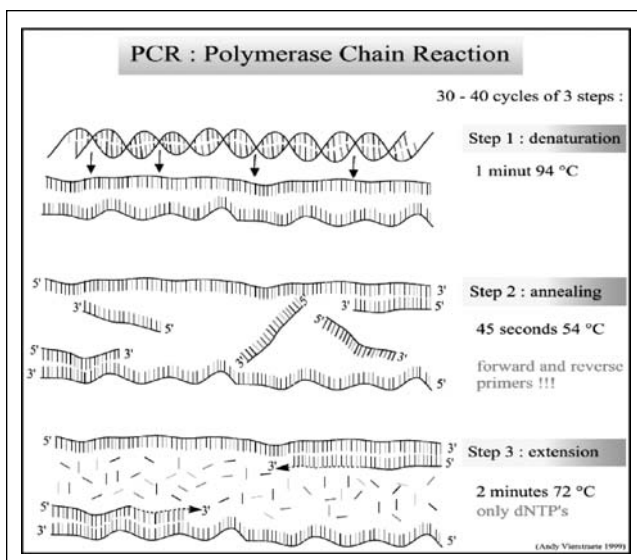 PCR : Polymerase Chain Reaction
30 - 40 cycles of 3 steps :
Step 1 : denaturation
1 minut 94 °C
5'
3'
5'
3'
5'
3'
5'
Step 2 : annealing
45 seconds 54 °C
5'
3'
3'
3'
3'
5'
forward and reverse
primers !!!
5'
3'
3'
5'
Step 3 : extension
2 minutes 72 °C
only dNTP's
5'
3'
3'
5'
(Andy Vierstraete 1999)